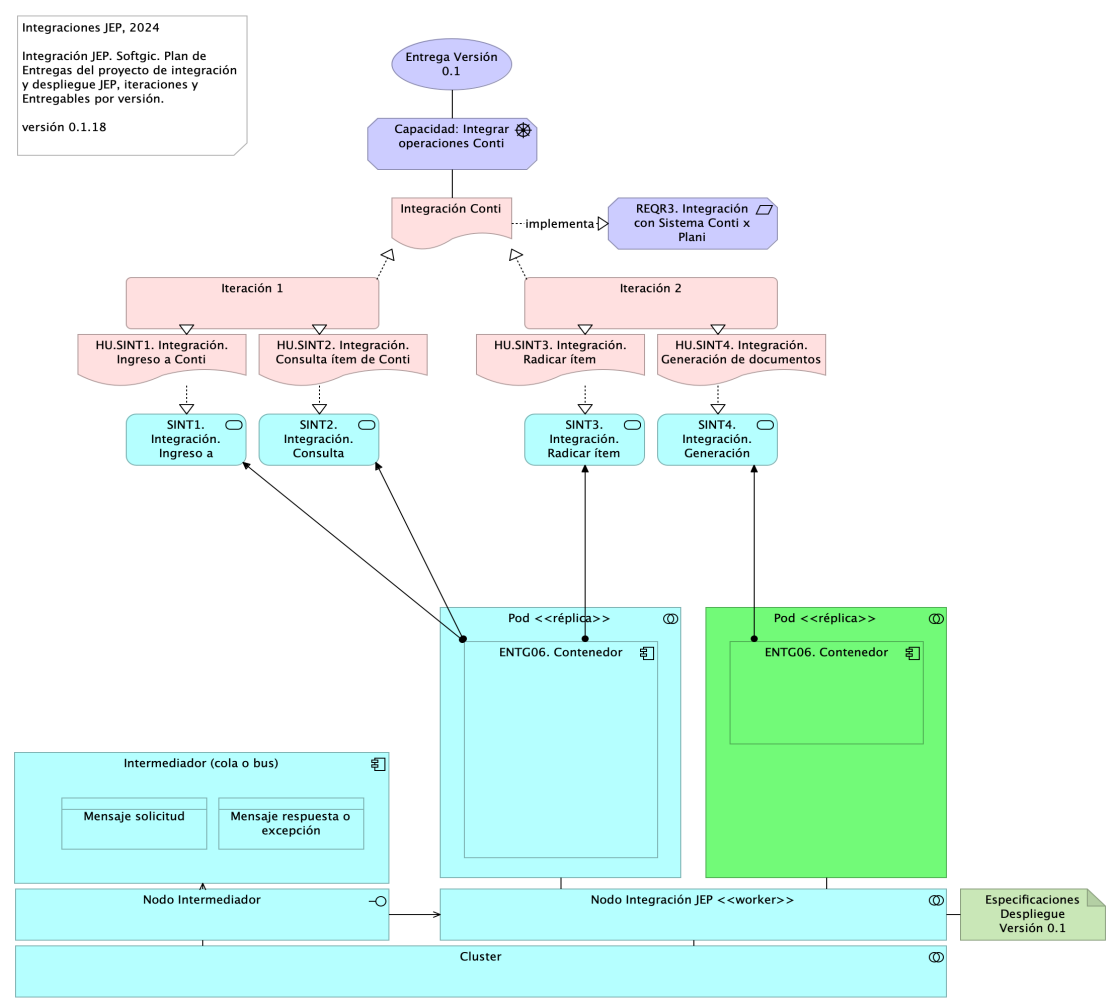 Integraciones JEP, 2024
Integración JEP. Softgic. Plan de
Entregas del proyecto de integración
y despliegue JEP, iteraciones y
Entregables por versión.
versión 0.1.18
Entrega Versión
0.1
Capacidad: Integrar
operaciones Conti
Integración Conti
implementa
REQR3. Integración
con Sistema Conti x
Plani
Iteración 1
Iteración 2
HU.SINT1. Integración.
Ingreso a Conti
HU.SINT2. Integración.
Consulta ítem de Conti
HU.SINT3. Integración.
Radicar ítem
HU.SINT4. Integración.
Generación de documentos
SINT1.
Integración.
Ingreso a
SINT2.
Integración.
Consulta
SINT3.
Integración.
Radicar ítem
SINT4.
Integración.
Generación
Pod <<réplica>>
ENTG06. Contenedor
Pod <<réplica>>
ENTG06. Contenedor
Intermediador (cola o bus)
Mensaje solicitud
Mensaje respuesta o
excepción
Nodo Intermediador
Nodo Integración JEP <<worker>>
Especificaciones
Despliegue
Versión 0.1
Cluster